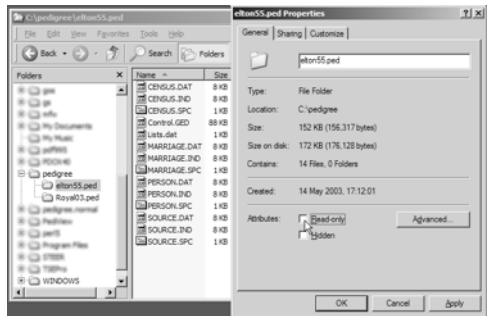 C:\pedigree\elton55.ped
File Edit View Favorites Tools Help
Back Search Folders
Folders
My Documents
My Music
pedigree
elton55.ped
Royal03.ped
pedigree.normal
Program Files
WINDOWS
Name Size
CENSUS.DAT 8 KB
CENSUS.IND 8 KB
CENSUS.SPC 1 KB
Control.GED 88 KB
Lists.dat 1 KB
MARRIAGE.DAT 8 KB
MARRIAGE.IND 8 KB
MARRIAGE.SPC 1 KB
PERSON.DAT 8 KB
PERSON.IND 8 KB
PERSON.SPC 1 KB
SOURCE.DAT 8 KB
SOURCE.IND 8 KB
SOURCE.SPC 1 KB
elton55.ped Properties
General Sharing Customize
elton55.ped
Type: File Folder
Location: C:\pedigree
Size: 152 KB (156,317 bytes)
Size on disk: 172 KB (176,128 bytes)
Contains: 14 Files, 0 Folders
Created: 14 May 2003, 17:12:01
Attributes: Read-only Advanced...
Hidden
OK Cancel Apply